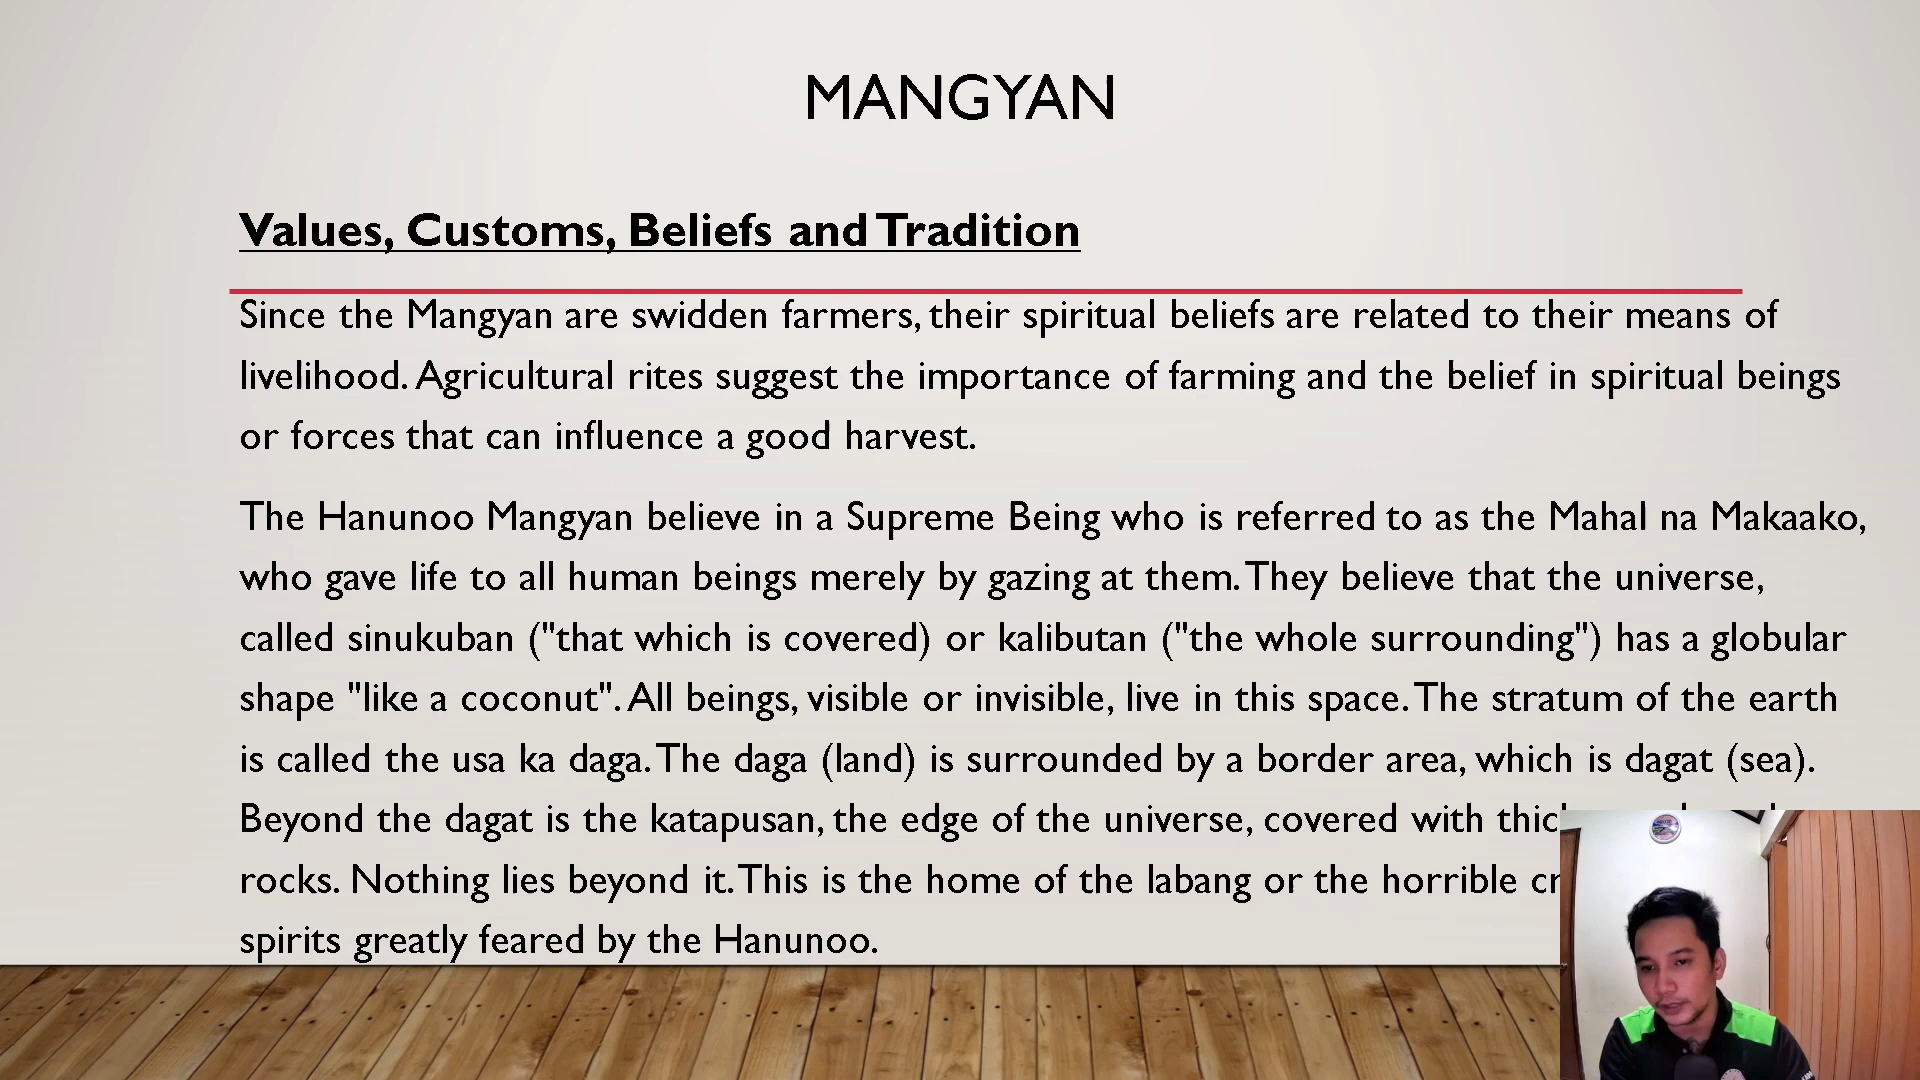 MANGYAN
Values, Customs, Beliefs and Tradition
Since the Mangyan are swidden farmers, their spiritual beliefs are related to their means of
livelihood. Agricultural rites suggest the importance of farming and the belief in spiritual beings
or forces that can influence a good harvest.
The Hanunoo Mangyan believe in a Supreme Being who is referred to as the Mahal na Makaako,
who gave life to all human beings merely by gazing at them. They believe that the universe,
called sinukuban ("that which is covered) or kalibutan ("the whole surrounding") has a globular
shape "like a coconut". All beings, visible or invisible, live in this space. The stratum of the earth
is called the usa ka daga. The daga (land) is surrounded by a border area, which is dagat (sea).
Beyond the dagat is the katapusan, the edge of the universe, covered with
rocks. Nothing lies beyond it. This is the home of the labang or the horrible
spirits greatly feared by the Hanunoo.